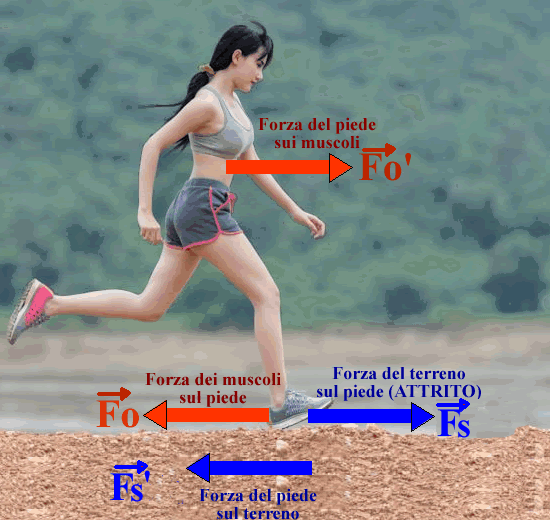 Forza del piede
sui muscoli
Fo'
Forza dei muscoli
sul piede
Fo
Forza del terreno
sul piede (ATTRITO)
Fs
Fs'
Forza del piede
sul terreno